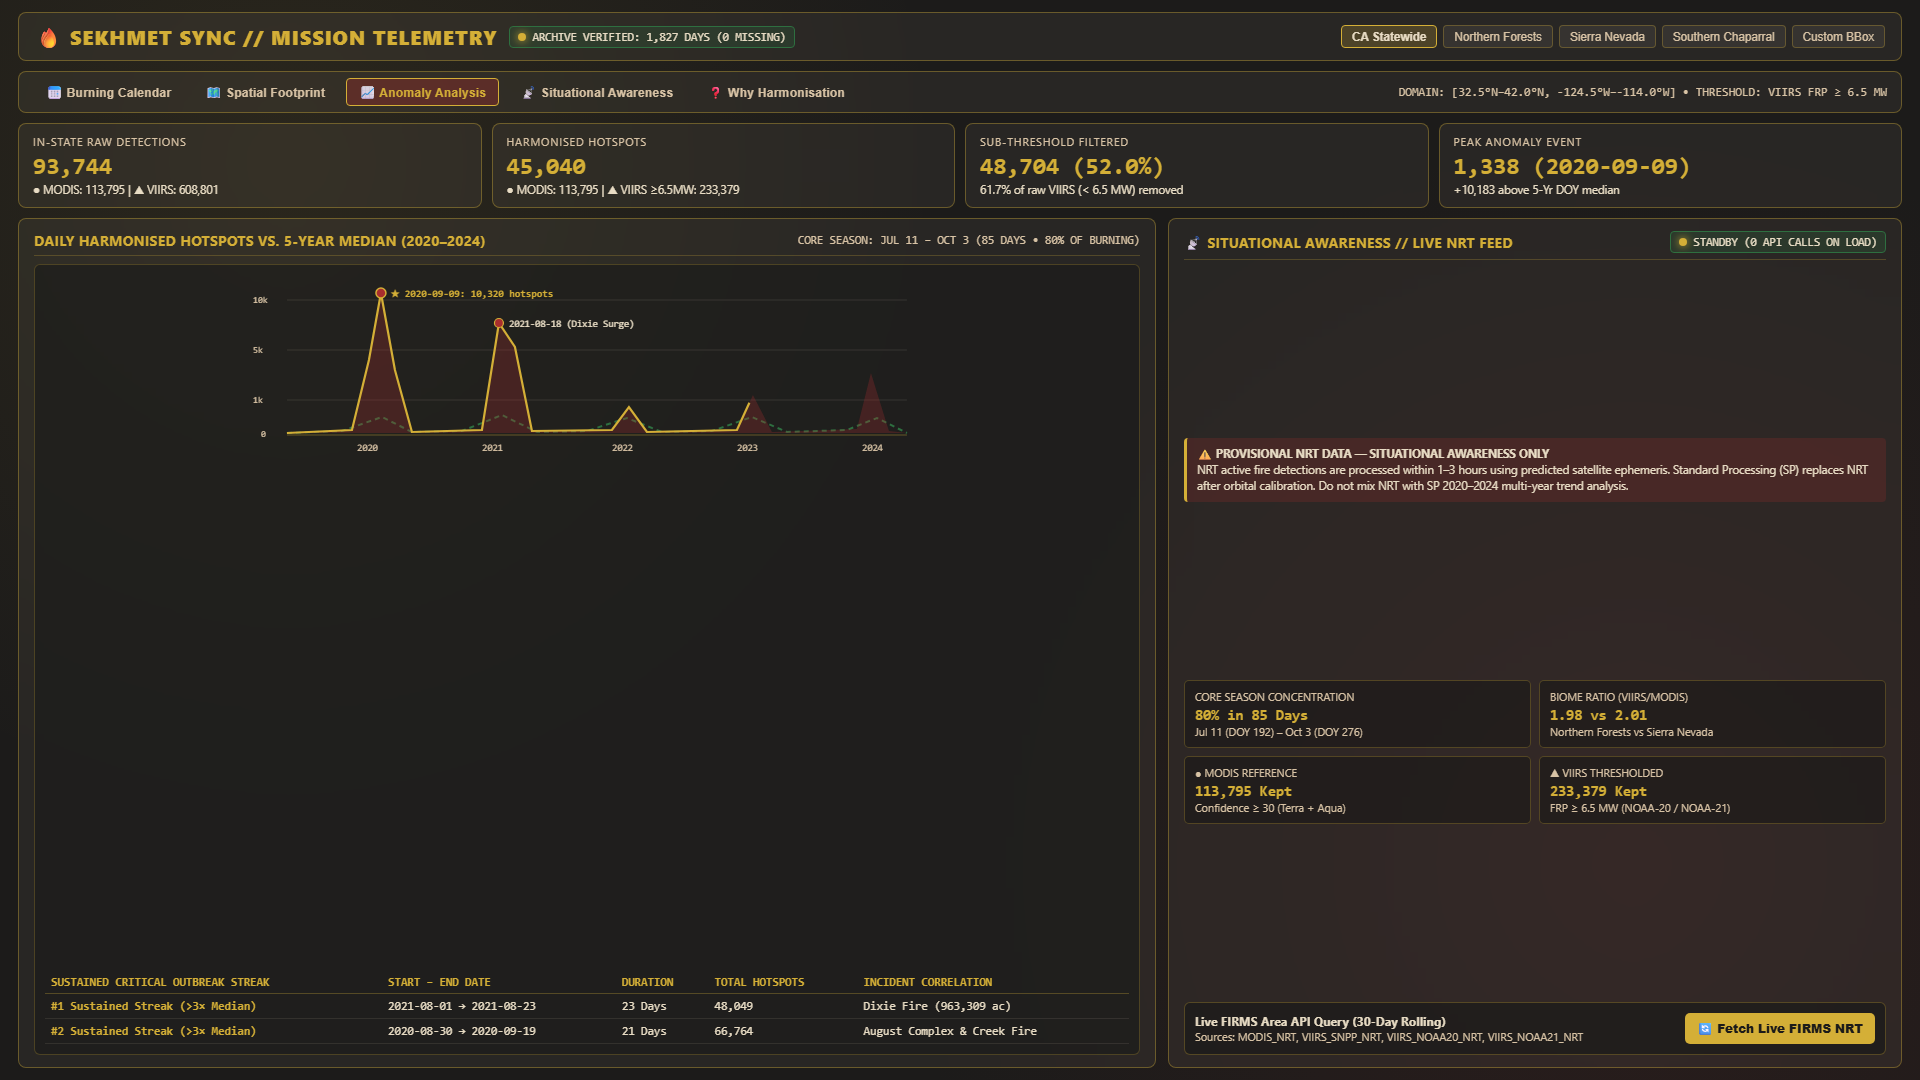 SEKHMET SYNC // MISSION TELEMETRY
ARCHIVE VERIFIED: 1,827 DAYS (0 MISSING)
CA Statewide
Northern Forests
Sierra Nevada
Southern Chaparral
Custom BBox
Burning Calendar
Spatial Footprint
Anomaly Analysis
Situational Awareness
❓ Why Harmonisation
DOMAIN: [32.5°N–42.0°N, -124.5°W–-114.0°W] • THRESHOLD: VIIRS FRP ≥ 6.5 MW
IN-STATE RAW DETECTIONS
93,744
● MODIS: 113,795 | ▲ VIIRS: 608,801
HARMONISED HOTSPOTS
45,040
● MODIS: 113,795 | ▲ VIIRS ≥6.5MW: 233,379
SUB-THRESHOLD FILTERED
48,704 (52.0%)
61.7% of raw VIIRS (< 6.5 MW) removed
PEAK ANOMALY EVENT
1,338 (2020-09-09)
+10,183 above 5-Yr DOY median
DAILY HARMONISED HOTSPOTS VS. 5-YEAR MEDIAN (2020–2024)
CORE SEASON: JUL 11 – OCT 3 (85 DAYS • 80% OF BURNING)
10k
5k
1k
0
★ 2020-09-09: 10,320 hotspots
2021-08-18 (Dixie Surge)
2020
2021
2022
2023
2024
SUSTAINED CRITICAL OUTBREAK STREAK
START – END DATE
DURATION
TOTAL HOTSPOTS
INCIDENT CORRELATION
#1 Sustained Streak (>3× Median)
2021-08-01 → 2021-08-23
23 Days
48,049
Dixie Fire (963,309 ac)
#2 Sustained Streak (>3× Median)
2020-08-30 → 2020-09-19
21 Days
66,764
August Complex & Creek Fire
SITUATIONAL AWARENESS // LIVE NRT FEED
STANDBY (0 API CALLS ON LOAD)
⚠ PROVISIONAL NRT DATA — SITUATIONAL AWARENESS ONLY
NRT active fire detections are processed within 1–3 hours using predicted satellite ephemeris. Standard Processing (SP) replaces NRT
after orbital calibration. Do not mix NRT with SP 2020–2024 multi-year trend analysis.
CORE SEASON CONCENTRATION
80% in 85 Days
Jul 11 (DOY 192) – Oct 3 (DOY 276)
BIOME RATIO (VIIRS/MODIS)
1.98 vs 2.01
Northern Forests vs Sierra Nevada
● MODIS REFERENCE
113,795 Kept
Confidence ≥ 30 (Terra + Aqua)
▲ VIIRS THRESHOLDED
233,379 Kept
FRP ≥ 6.5 MW (NOAA-20 / NOAA-21)
Live FIRMS Area API Query (30-Day Rolling)
Sources: MODIS_NRT, VIIRS_SNPP_NRT, VIIRS_NOAA20_NRT, VIIRS_NOAA21_NRT
Fetch Live FIRMS NRT